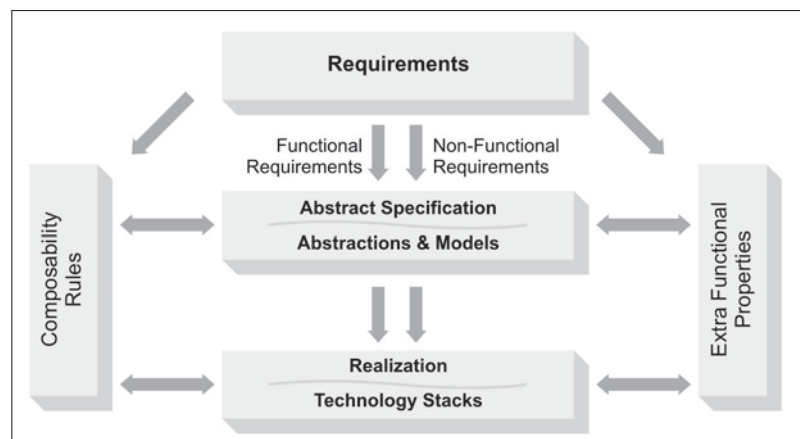 Requirements
Functional
Requirements
Non-Functional
Requirements
Abstract Specification
Abstractions & Models
Composability
Rules
Extra Functional
Properties
Realization
Technology Stacks